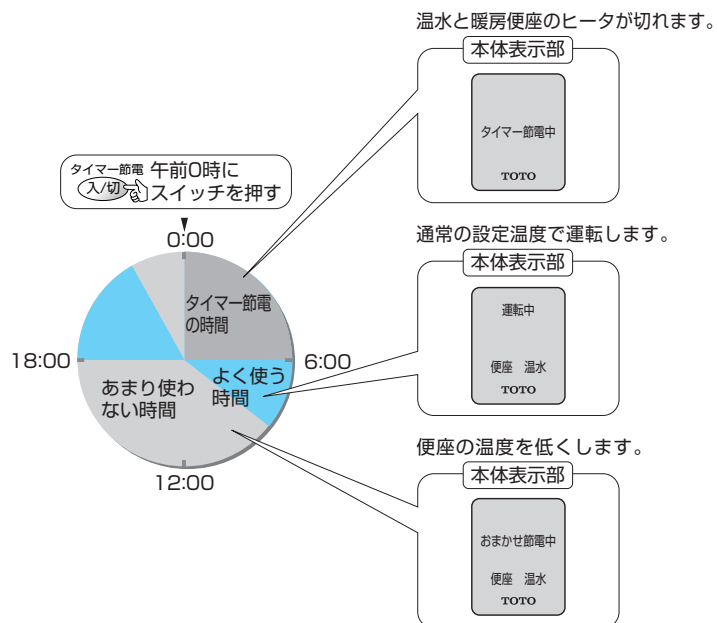 温水と暖房便座のヒータが切れます。
本体表示部
タイマー節電中
TOTO
タイマー節電
入/切
午前0時に
スイッチを押す
0:00
タイマー節電
の時間
通常の設定温度で運転します。
本体表示部
運転中
便座 温水
TOTO
18:00
6:00
よく使う
時間
あまり使わ
ない時間
12:00
便座の温度を低くします。
本体表示部
おまかせ節電中
便座 温水
TOTO